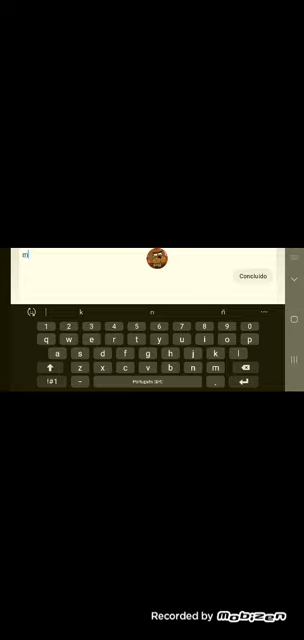 m
Concluído
k n ñ ...
1 2 3 4 5 6 7 8 9 0
q w e r t y u i o p
a s d f g h j k l
z x c v b n m
!#1 - Português (BR) .
Recorded by mobizen